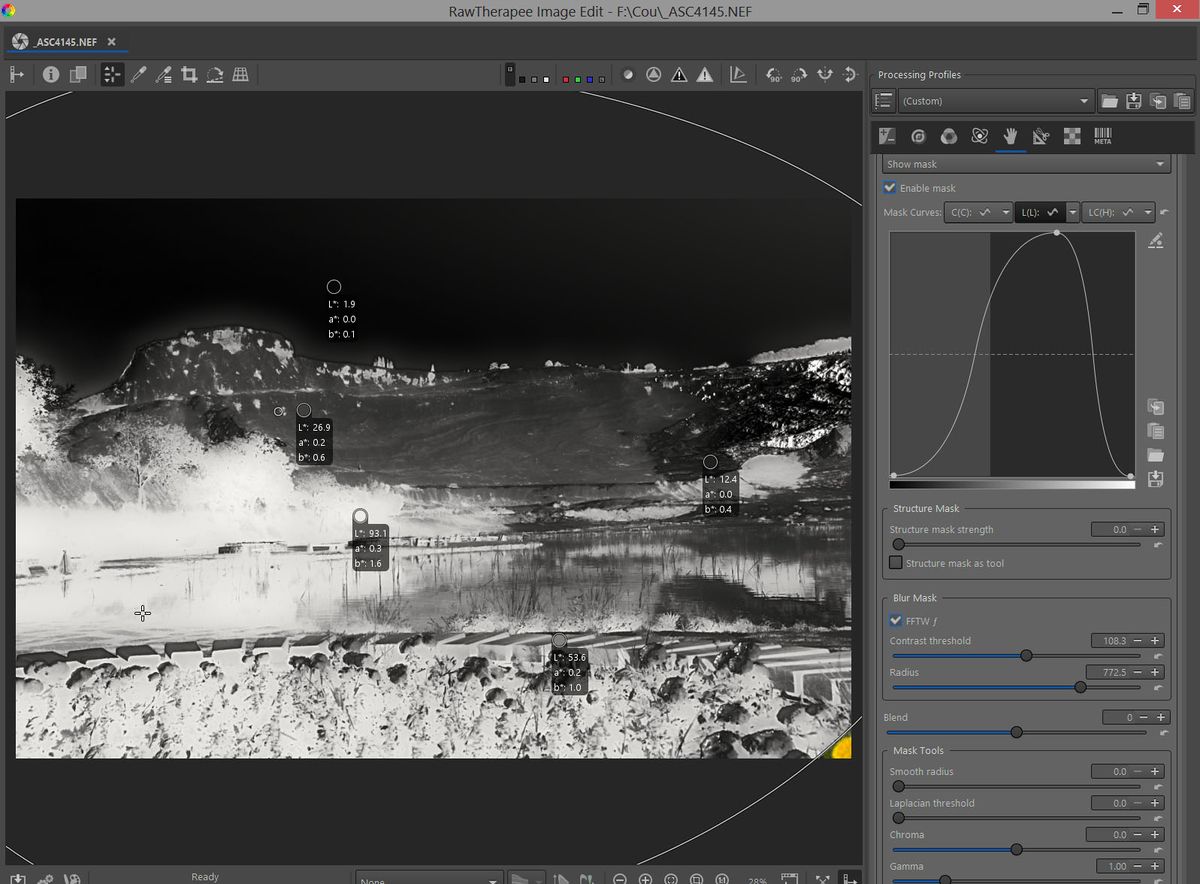 RawTherapee Image Edit - F:\Cou\_ASC4145.NEF
_ASC4145.NEF
90° 90°
Processing Profiles
(Custom)
META
Show mask
Enable mask
Mask Curves: C(C): L(L): LC(H):
L*: 1.9
a*: 0.0
b*: 0.1
L*: 26.9
a*: 0.2
b*: 0.6
L*: 12.4
a*: 0.0
b*: 0.4
L*: 93.1
a*: 0.3
b*: 1.6
L*: 53.6
a*: 0.2
b*: 1.0
Structure Mask
Structure mask strength 0.0
Structure mask as tool
Blur Mask
FFTW ƒ
Contrast threshold 108.3
Radius 772.5
Blend 0
Mask Tools
Smooth radius 0.0
Laplacian threshold 0.0
Chroma 0.0
Gamma 1.00
Ready
None
28%